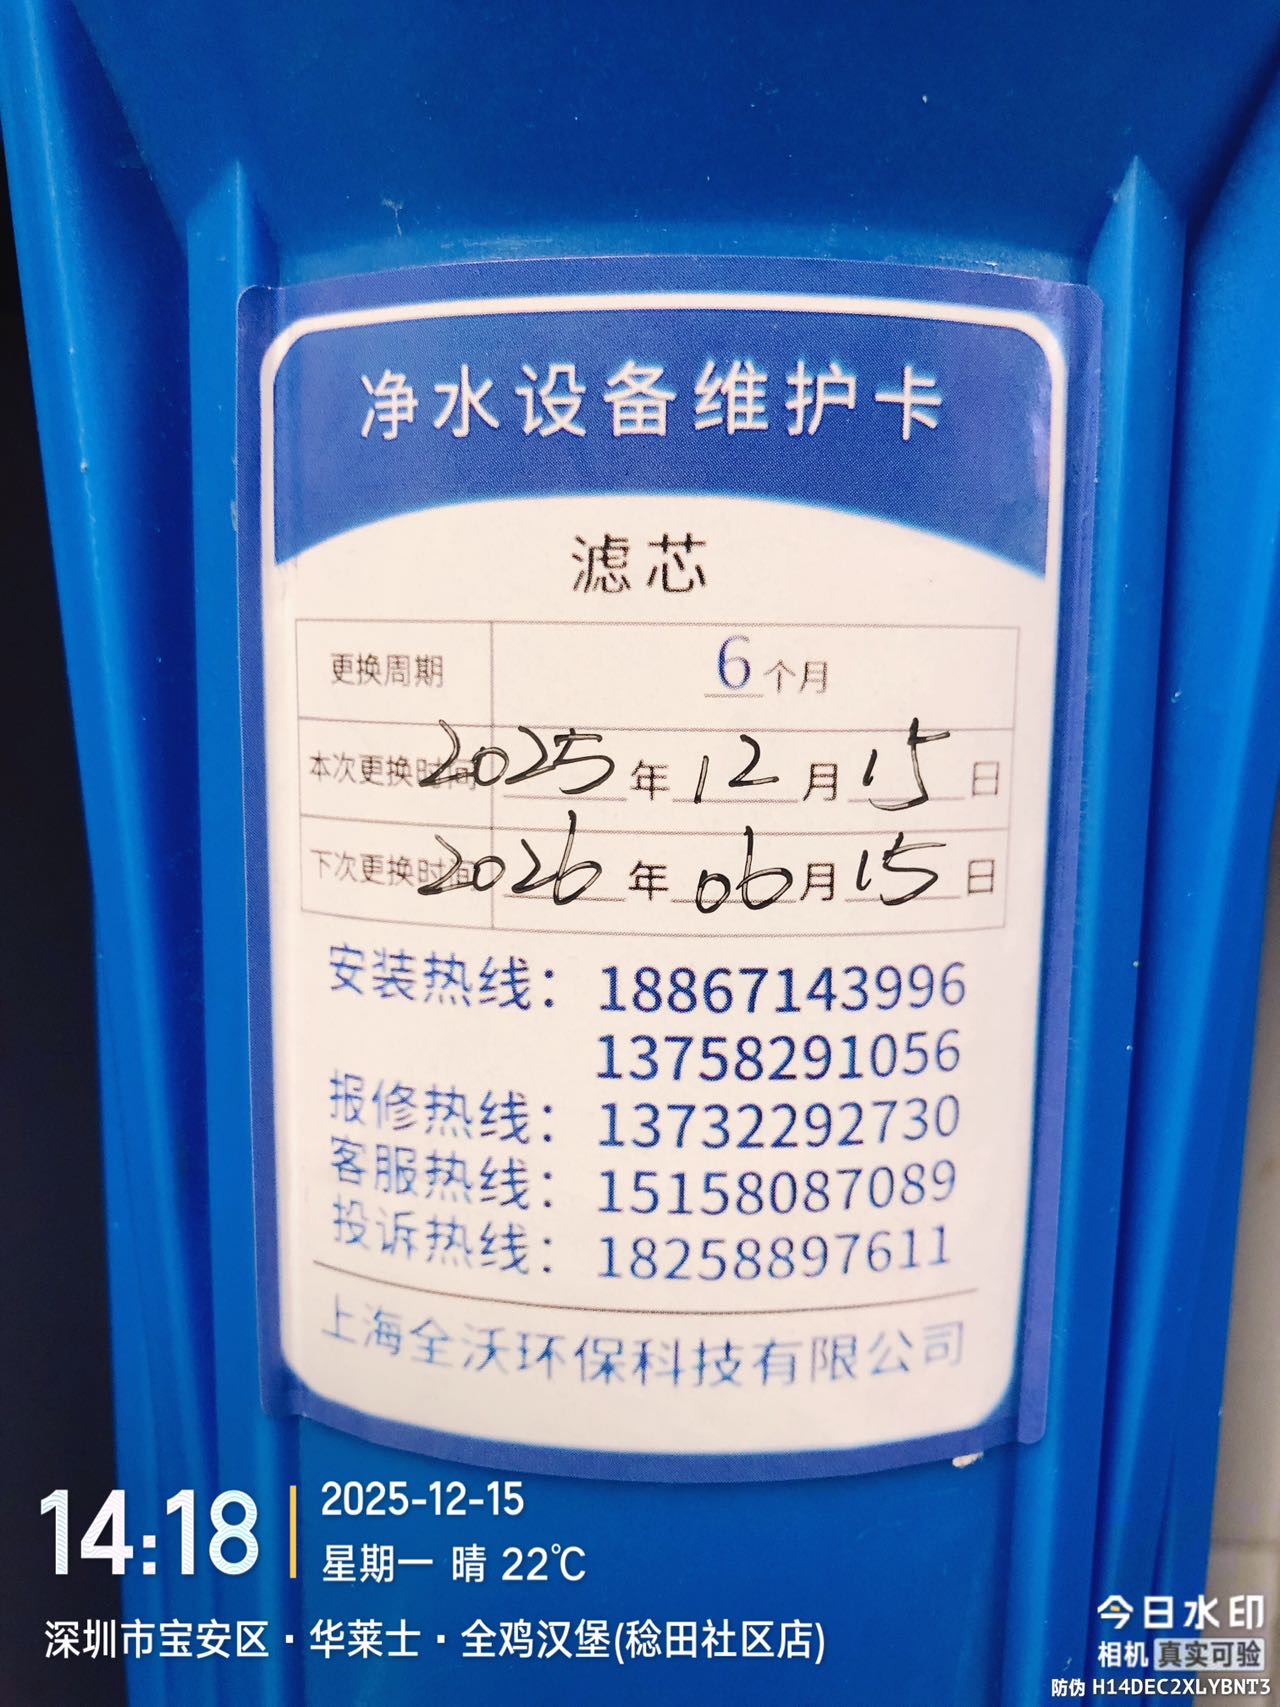 净水设备维护卡
滤芯
更换周期 6个月
本次更换时间 2025年12月15日
下次更换时间 2026年06月15日
安装热线：18867143996
13758291056
报修热线：13732292730
客服热线：15158087089
投诉热线：18258897611
上海全沃环保科技有限公司
14:18
2025-12-15
星期一 晴 22℃
深圳市宝安区·华莱士·全鸡汉堡(稔田社区店)
今日水印
相机 真实可验
防伪 H14DEC2XLYBNT3